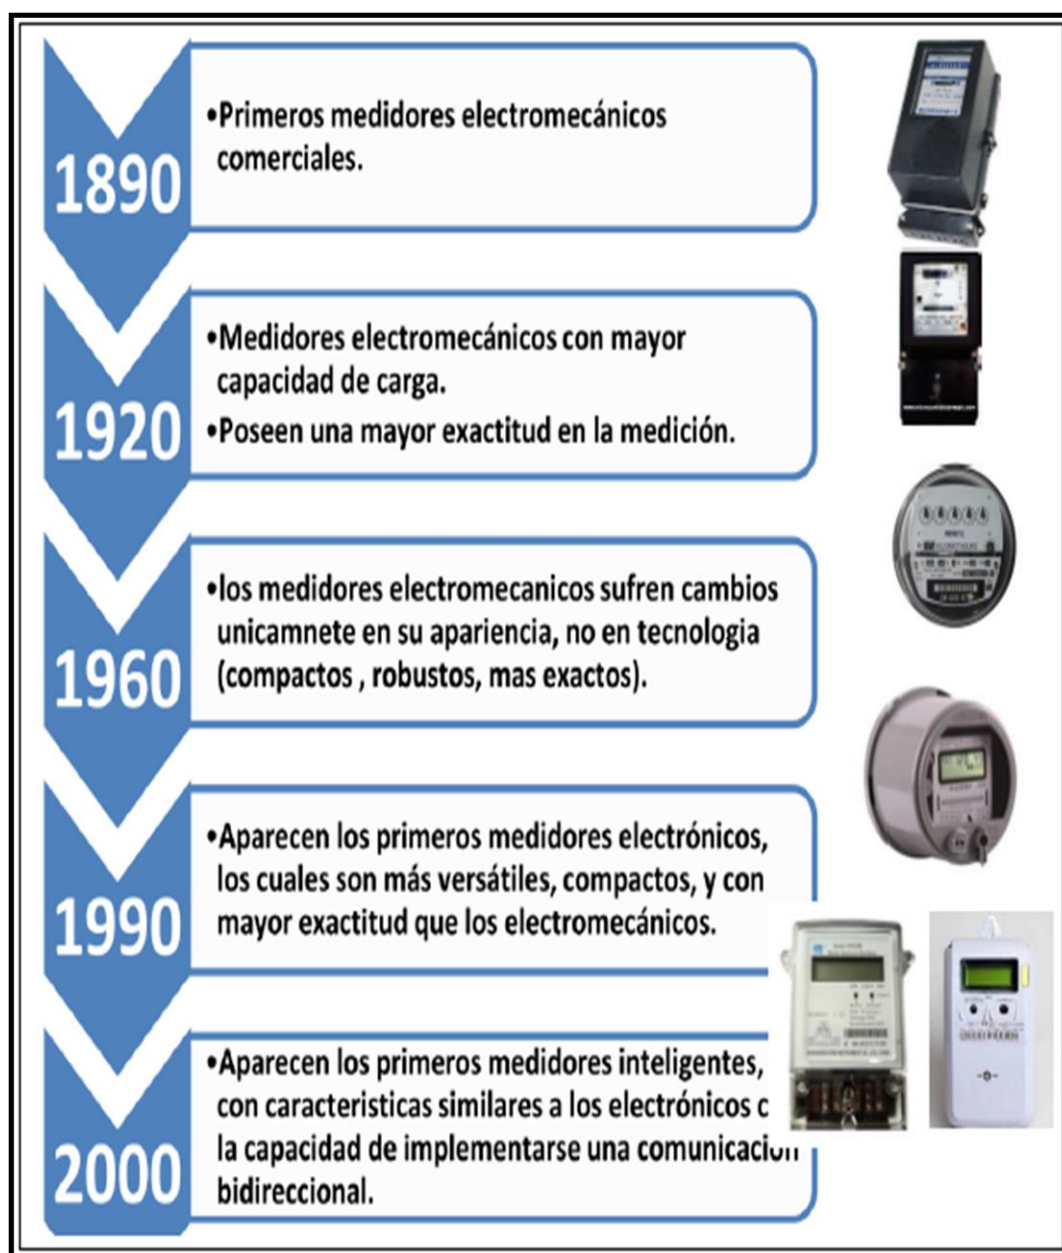 1890
•Primeros medidores electromecánicos
comerciales.
1920
•Medidores electromecánicos con mayor
capacidad de carga.
•Poseen una mayor exactitud en la medición.
1960
•los medidores electromecanicos sufren cambios
unicamnete en su apariencia, no en tecnologia
(compactos , robustos, mas exactos).
1990
•Aparecen los primeros medidores electrónicos,
los cuales son más versátiles, compactos, y con
mayor exactitud que los electromecánicos.
2000
•Aparecen los primeros medidores inteligentes,
con caracteristicas similares a los electrónicos c
la capacidad de implementarse una comunicación
bidireccional.